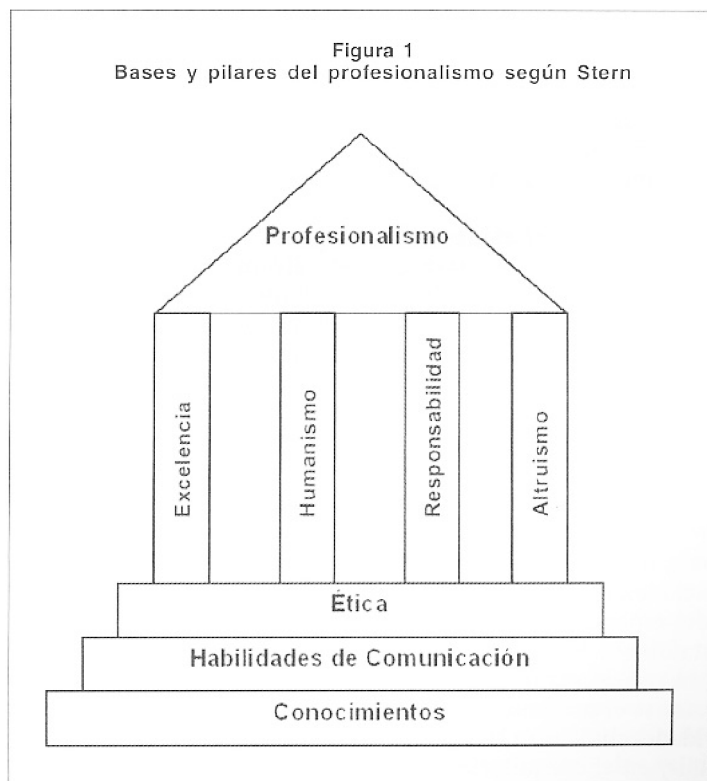 Figura 1
Bases y pilares del profesionalismo según Stern
Profesionalismo
Excelencia
Humanismo
Responsabilidad
Altruismo
Ética
Habilidades de Comunicación
Conocimientos